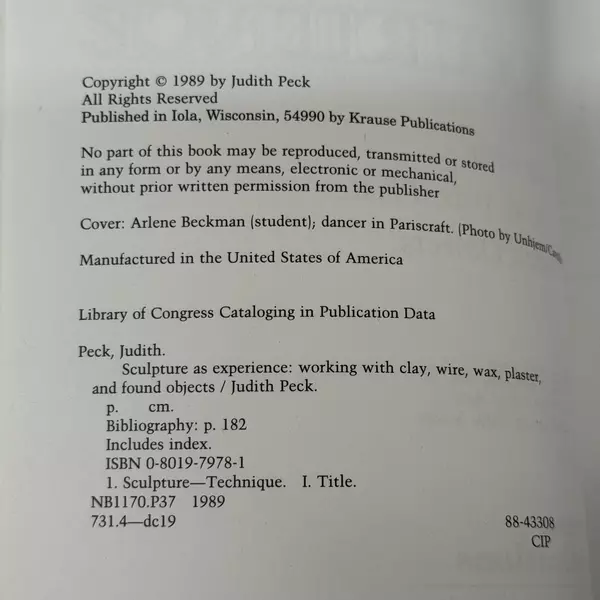 Copyright © 1989 by Judith Peck
All Rights Reserved
Published in Iola, Wisconsin, 54990 by Krause Publications
No part of this book may be reproduced, transmitted or stored
in any form or by any means, electronic or mechanical,
without prior written permission from the publisher
Cover: Arlene Beckman (student); dancer in Pariscraft. (Photo by
Manufactured in the United States of America
Library of Congress Cataloging in Publication Data
Peck, Judith.
Sculpture as experience: working with clay, wire, wax, plaster,
and found objects / Judith Peck.
p. cm.
Bibliography: p. 182
Includes index.
ISBN 0-8019-7978-1
1. Sculpture—Technique. I. Title.
NB1170.P37 1989
731.4—dc19 88-43308
CIP